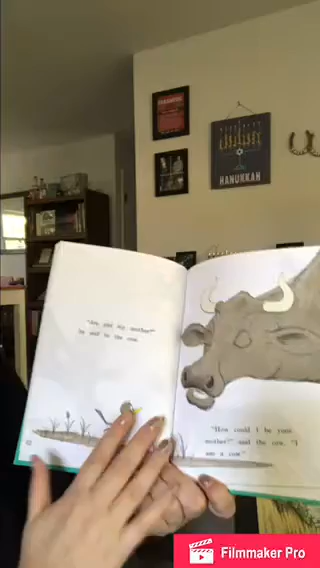 HANUKKAH
"Are you my mother?"
he said to the cow.
"How could I be your
mother?" said the cow. "I
am a cow."
Filmmaker Pro